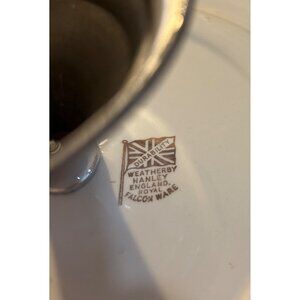 DURABILITY
WEATHERBY
HANLEY
ENGLAND.
ROYAL
FALCON WARE